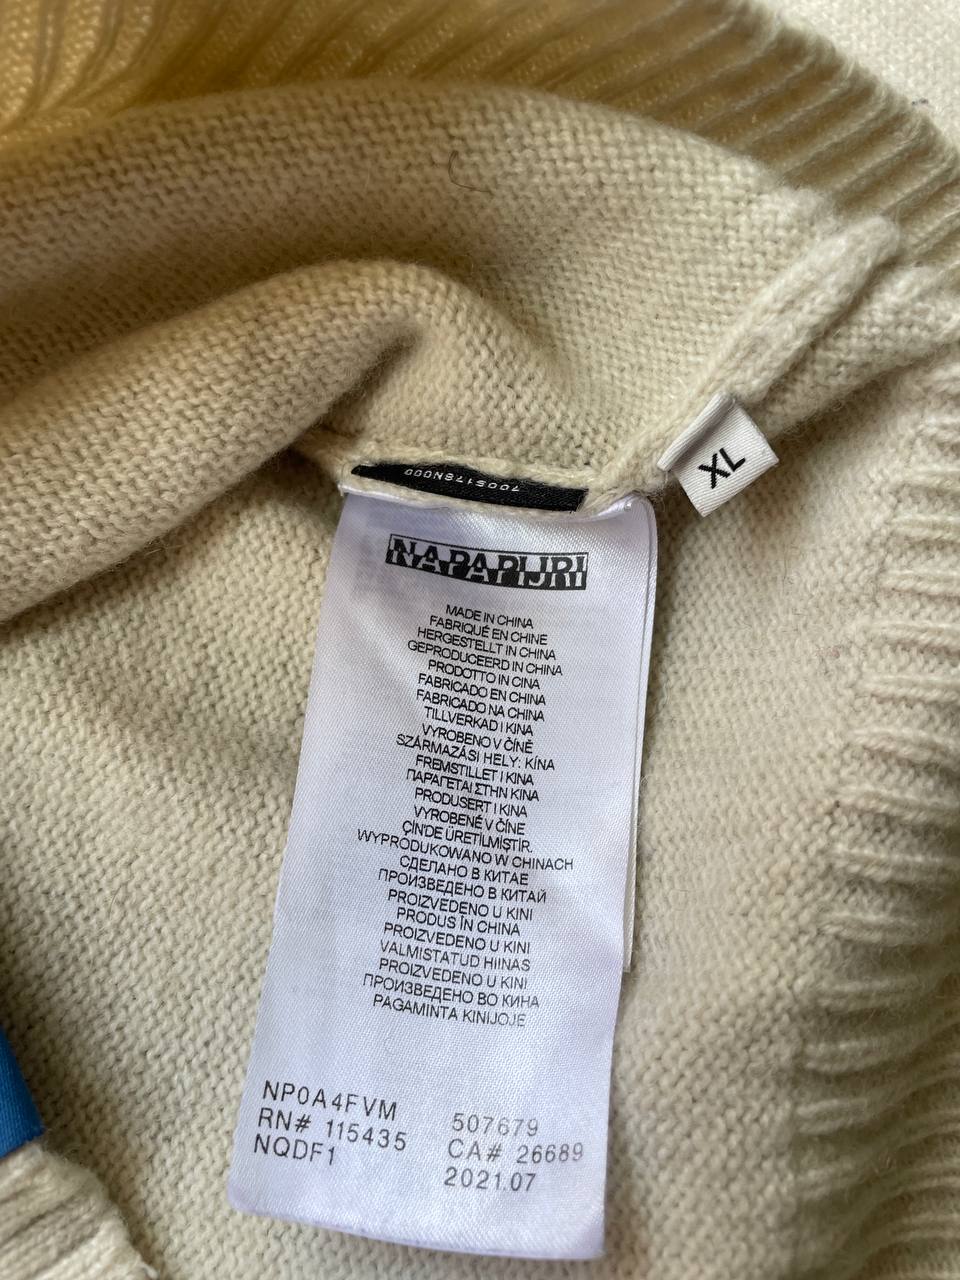 XL
NAPAPIJRI
MADE IN CHINA
FABRIQUÉ EN CHINE
HERGESTELLT IN CHINA
GEPRODUCEERD IN CHINA
PRODOTTO IN CINA
FABRICADO EN CHINA
FABRICADO NA CHINA
TILLVERKAD I KINA
VYROBENO V ČÍNĚ
SZÁRMAZÁSI HELY: KÍNA
FREMSTILLET I KINA
ΠΑΡΑΓΕΤΑΙ ΣΤΗΝ ΚΙΝΑ
PRODUSERT I KINA
VYROBENÉ V ČÍNE
ÇİN'DE ÜRETİLMİŞTİR.
WYPRODUKOWANO W CHINACH
СДЕЛАНО В КИТАЕ
ПРОИЗВЕДЕНО В КИТАЙ
PROIZVEDENO U KINI
PRODUS ÎN CHINA
PROIZVEDENO U KINI
VALMISTATUD HIINAS
PROIZVEDENO U KINI
ПРОИЗВЕДЕНО ВО КИНА
PAGAMINTA KINIJOJE
NP0A4FVM 507679
RN# 115435 CA# 26689
NQDF1 2021.07